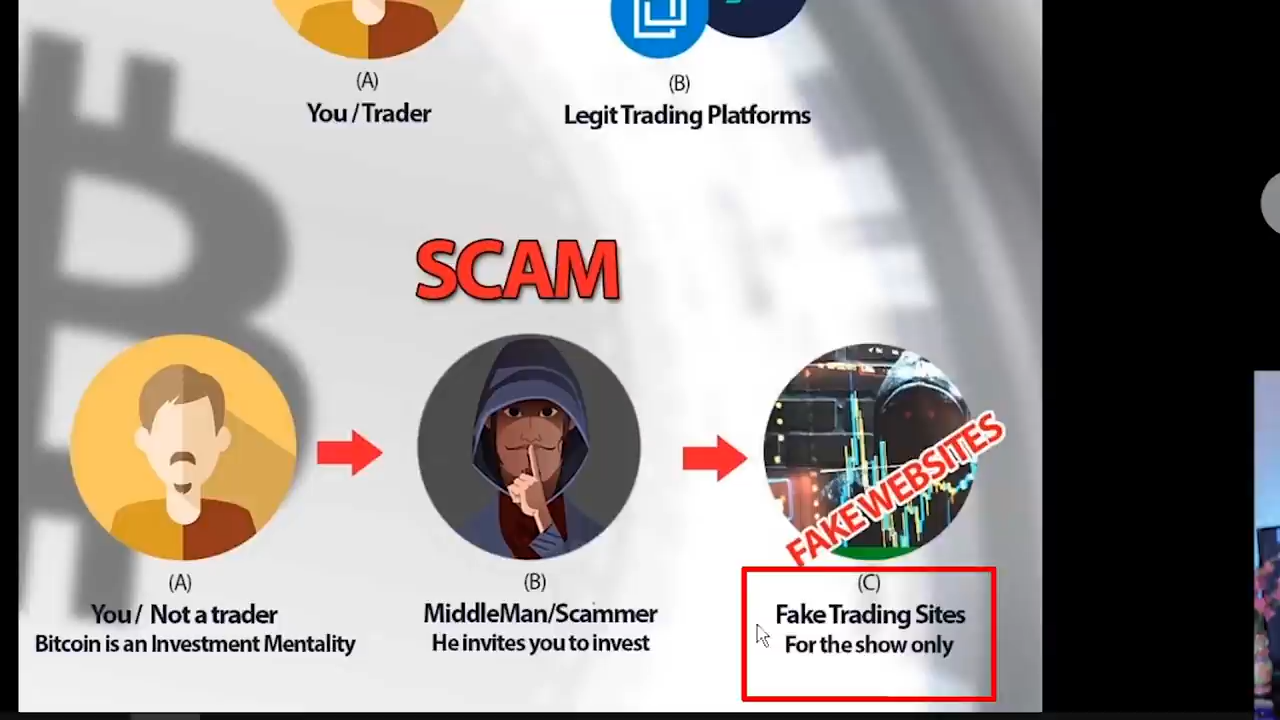 (A)
You / Trader
(B)
Legit Trading Platforms
SCAM
FAKE WEBSITES
(A)
You / Not a trader
Bitcoin is an Investment Mentality
(B)
MiddleMan/Scammer
He invites you to invest
(C)
Fake Trading Sites
For the show only